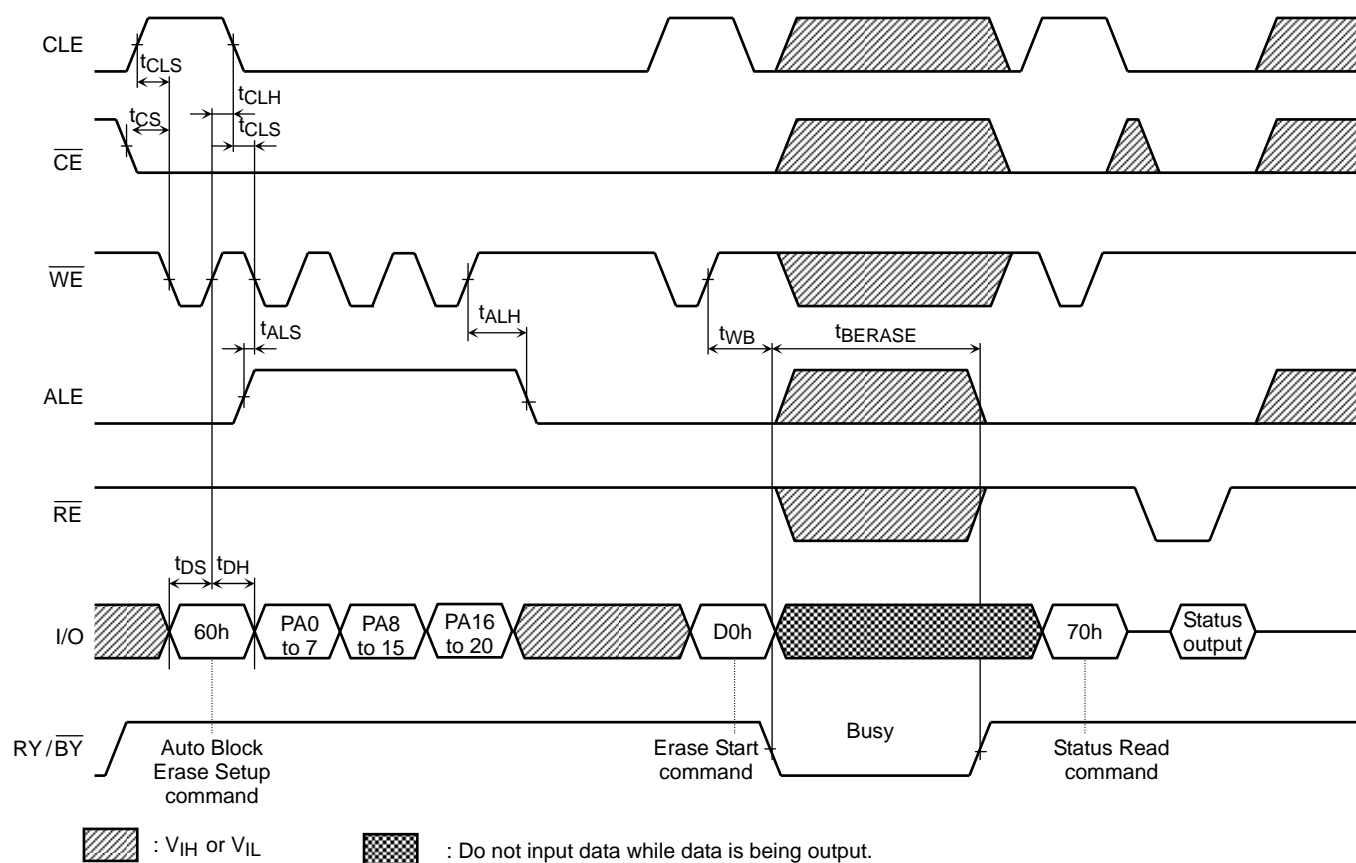 CLE
tCLS
tCLH
tCS
tCLS
CE
WE
tALS
tALH
tWB
tBERASE
ALE
RE
tDS
tDH
I/O
60h
PA0
to 7
PA8
to 15
PA16
to 20
D0h
70h
Status
output
RY/BY
Busy
Auto Block
Erase Setup
command
Erase Start
command
Status Read
command
: VIH or VIL
: Do not input data while data is being output.